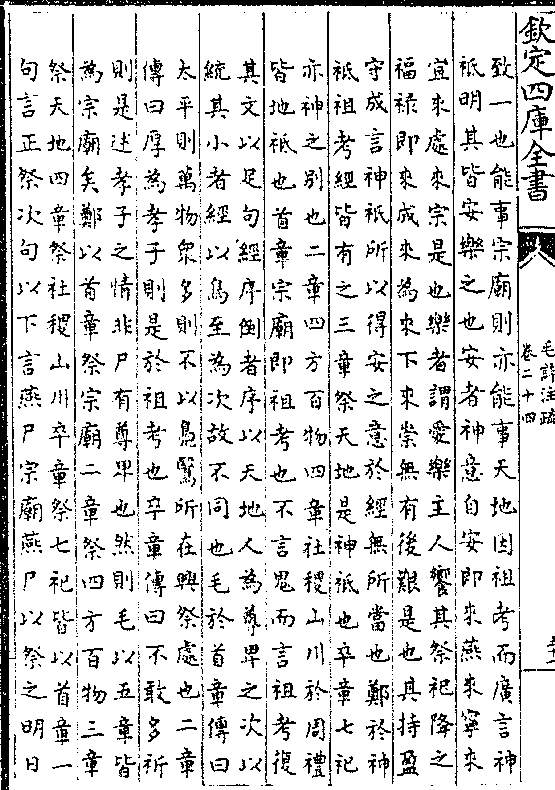 欽定四庫全書
毛詩注疏
卷二十四
致一也能事宗廟則亦能事天地因祖考而廣言神
祗明其皆安樂之也安者神意自安即來燕來寧來
宜來處來宗是也樂者謂愛樂主人饗其祭祀降之
福祿即來成來為來下來崇無有後艱是也其持盈
守成言神祗所以得安之意於經無所當也鄭於神
祗祖考經皆有之三章祭天地是神祗也卒章七祀
亦神之別也二章四方百物四章社稷山川於周禮
皆地祗也首章宗廟即祖考也不言鬼而言祖考復
其文以足句經序倒者序以天地人為尊卑之次以
統其小者經以鳥至為次故不同也毛於首章傳曰
太平則萬物衆多則不以鳧鷖所在興祭處也二章
傳曰厚為孝子則是於祖考也卒章傳曰不敢多祈
則是述孝子之情非尸有尊卑也然則毛以五章皆
為宗廟矣鄭以首章祭宗廟二章祭四方百物三章
祭天地四章祭社稷山川卒章祭七祀皆以首章一
句言正祭次句以下言燕尸宗廟燕尸以祭之明日